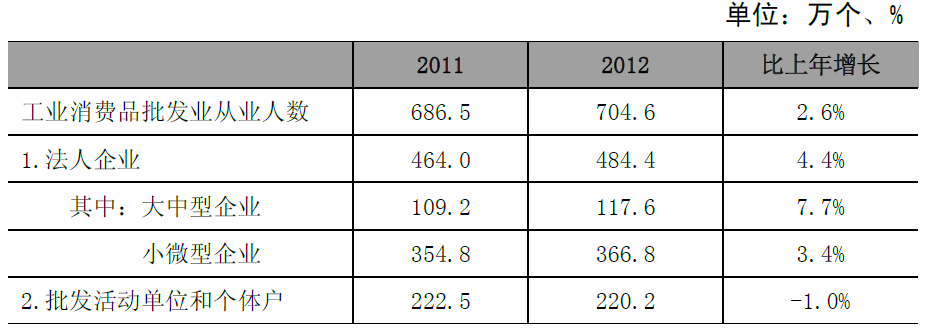 单位：万个、%
2011 2012 比上年增长
工业消费品批发业从业人数 686.5 704.6 2.6%
1.法人企业 464.0 484.4 4.4%
其中：大中型企业 109.2 117.6 7.7%
小微型企业 354.8 366.8 3.4%
2.批发活动单位和个体户 222.5 220.2 -1.0%